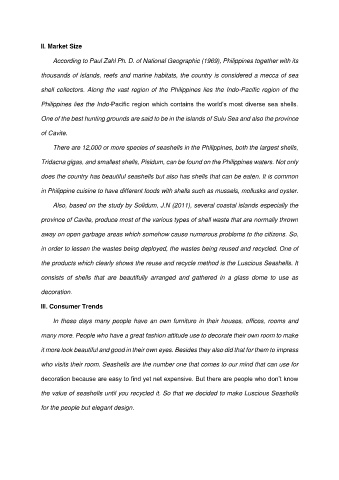 II. Market Size
According to Paul Zahl Ph. D. of National Geographic (1969), Philippines together with its
thousands of islands, reefs and marine habitats, the country is considered a mecca of sea
shell collectors. Along the vast region of the Philippines lies the Indo-Pacific region of the
Philippines lies the Indo-Pacific region which contains the world's most diverse sea shells.
One of the best hunting grounds are said to be in the islands of Sulu Sea and also the province
of Cavite.
There are 12,000 or more species of seashells in the Philippines, both the largest shells,
Tridacna gigas, and smallest shells, Pisidum, can be found on the Philippines waters. Not only
does the country has beautiful seashells but also has shells that can be eaten. It is common
in Philippine cuisine to have different foods with shells such as mussels, mollusks and oyster.
Also, based on the study by Solidum, J.N (2011), several coastal islands especially the
province of Cavite, produce most of the various types of shell waste that are normally thrown
away on open garbage areas which somehow cause numerous problems to the citizens. So,
in order to lessen the wastes being deployed, the wastes being reused and recycled. One of
the products which clearly shows the reuse and recycle method is the Luscious Seashells. It
consists of shells that are beautifully arranged and gathered in a glass dome to use as
decoration.
III. Consumer Trends
In these days many people have an own furniture in their houses, offices, rooms and
many more. People who have a great fashion attitude use to decorate their own room to make
it more look beautiful and good in their own eyes. Besides they also did that for them to impress
who visits their room. Seashells are the number one that comes to our mind that can use for
decoration because are easy to find yet net expensive. But there are people who don't know
the value of seashells until you recycled it. So that we decided to make Luscious Seashells
for the people but elegant design.